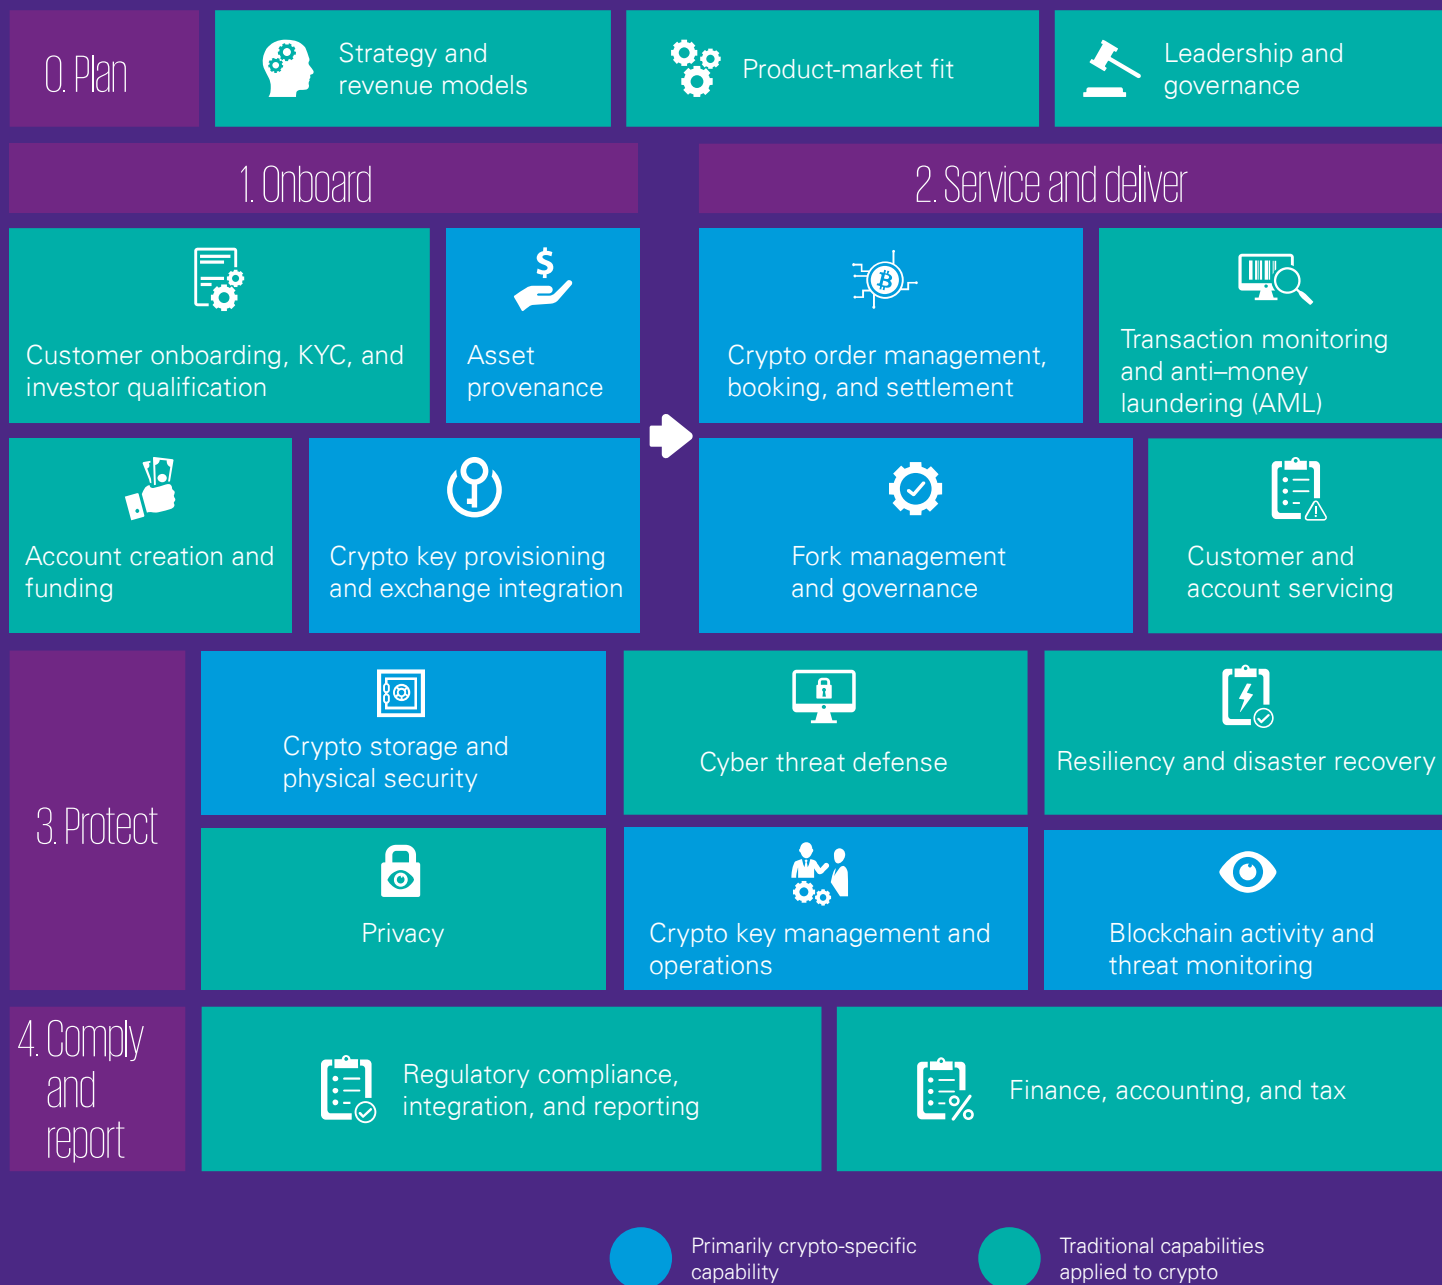 0. Plan
Strategy and
revenue models
Product-market fit
Leadership and
governance
1. Onboard
2. Service and deliver
Customer onboarding, KYC, and
investor qualification
$
Asset
provenance
Crypto order management,
booking, and settlement
Transaction monitoring
and anti–money
laundering (AML)
Account creation and
funding
Crypto key provisioning
and exchange integration
Fork management
and governance
Customer and
account servicing
3. Protect
Crypto storage and
physical security
Cyber threat defense
Resiliency and disaster recovery
Privacy
Crypto key management and
operations
Blockchain activity and
threat monitoring
4. Comply
and
report
Regulatory compliance,
integration, and reporting
Finance, accounting, and tax
Primarily crypto-specific
capability
Traditional capabilities
applied to crypto